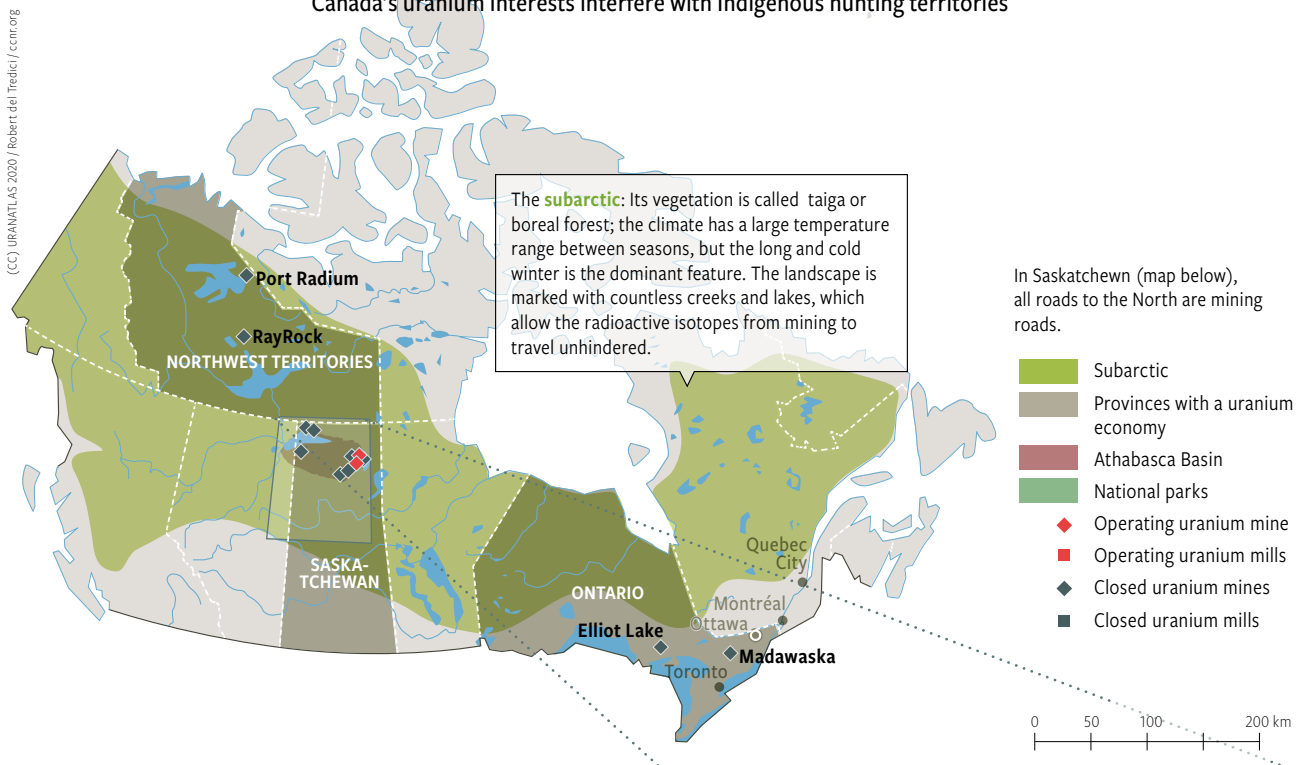 Canada's uranium interests interfere with indigenous hunting territories
(CC) URANATLAS 2020 / Robert del Tredici / ccnr.org
The subarctic: Its vegetation is called taiga or
boreal forest; the climate has a large temperature
range between seasons, but the long and cold
winter is the dominant feature. The landscape is
marked with countless creeks and lakes, which
allow the radioactive isotopes from mining to
travel unhindered.
Port Radium
RayRock
NORTHWEST TERRITORIES
SASKA-
TCHEWAN
ONTARIO
Elliot Lake
Madawaska
Toronto
Ottawa
Montréal
Quebec
City
In Saskatchewn (map below),
all roads to the North are mining
roads.
Subarctic
Provinces with a uranium
economy
Athabasca Basin
National parks
Operating uranium mine
Operating uranium mills
Closed uranium mines
Closed uranium mills
0 50 100 200 km